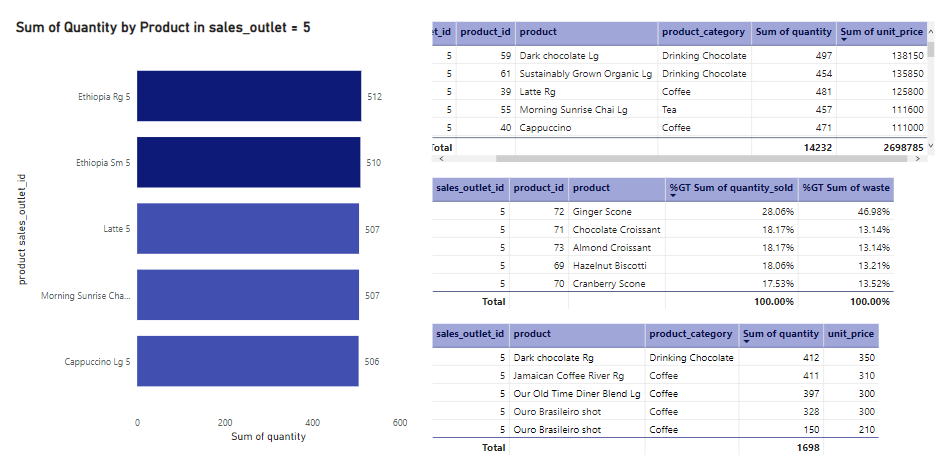 Sum of Quantity by Product in sales_outlet = 5
product sales_outlet_id
Ethiopia Rg 5 512
Ethiopia Sm 5 510
Latte 5 507
Morning Sunrise Cha... 507
Cappuccino Lg 5 506
0 200 400 600
Sum of quantity
t_id product_id product product_category Sum of quantity Sum of unit_price
5 59 Dark chocolate Lg Drinking Chocolate 497 138150
5 61 Sustainably Grown Organic Lg Drinking Chocolate 454 135850
5 39 Latte Rg Coffee 481 125800
5 55 Morning Sunrise Chai Lg Tea 457 111600
5 40 Cappuccino Coffee 471 111000
Total 14232 2698785
sales_outlet_id product_id product %GT Sum of quantity_sold %GT Sum of waste
5 72 Ginger Scone 28.06% 46.98%
5 71 Chocolate Croissant 18.17% 13.14%
5 73 Almond Croissant 18.17% 13.14%
5 69 Hazelnut Biscotti 18.06% 13.21%
5 70 Cranberry Scone 17.53% 13.52%
Total 100.00% 100.00%
sales_outlet_id product product_category Sum of quantity unit_price
5 Dark chocolate Rg Drinking Chocolate 412 350
5 Jamaican Coffee River Rg Coffee 411 310
5 Our Old Time Diner Blend Lg Coffee 397 300
5 Ouro Brasileiro shot Coffee 328 300
5 Ouro Brasileiro shot Coffee 150 210
Total 1698